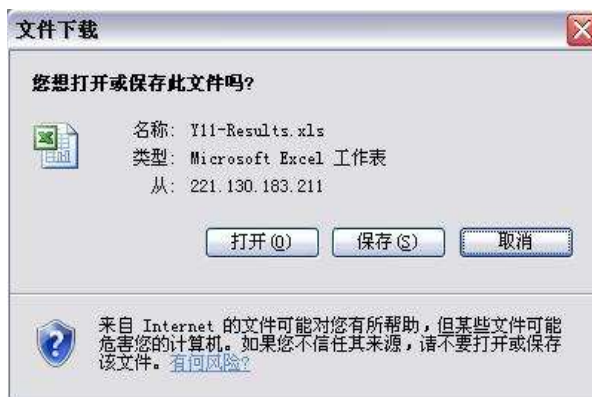 文件下载
您想打开或保存此文件吗?
名称: Y11-Results.xls
类型: Microsoft Excel 工作表
从: 221.130.183.211
打开(O) 保存(S) 取消
来自 Internet 的文件可能对您有所帮助，但某些文件可能
危害您的计算机。如果您不信任其来源，请不要打开或保存
该文件。有何风险?